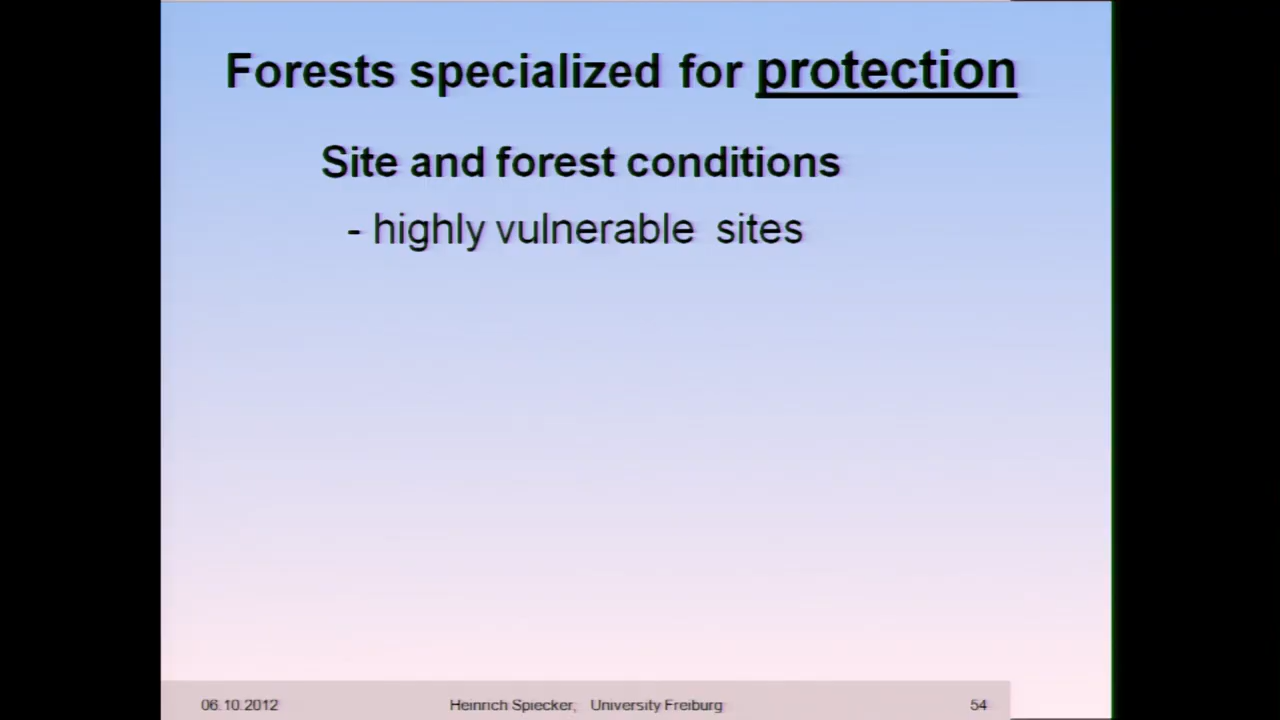 Forests specialized for protection
Site and forest conditions
- highly vulnerable sites
06.10.2012 Heinrich Spiecker, University Freiburg 54